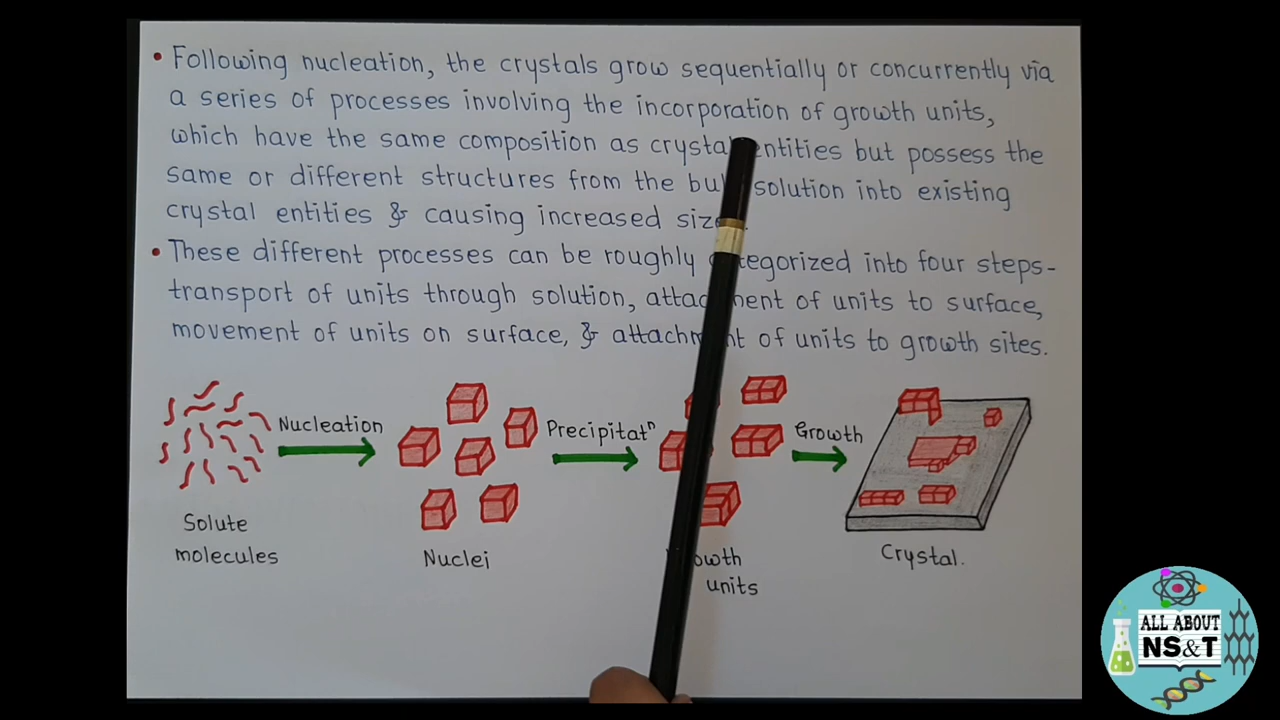 • Following nucleation, the crystals grow sequentially or concurrently via
a series of processes involving the incorporation of growth units,
which have the same composition as crystal entities but possess the
same or different structures from the bulk solution into existing
crystal entities & causing increased size.
• These different processes can be roughly categorized into four steps-
transport of units through solution, attachment of units to surface,
movement of units on surface, & attachment of units to growth sites.
Nucleation
Precipitatⁿ
Growth
Solute
molecules
Nuclei
Growth
units
Crystal.
ALL ABOUT
NS&T